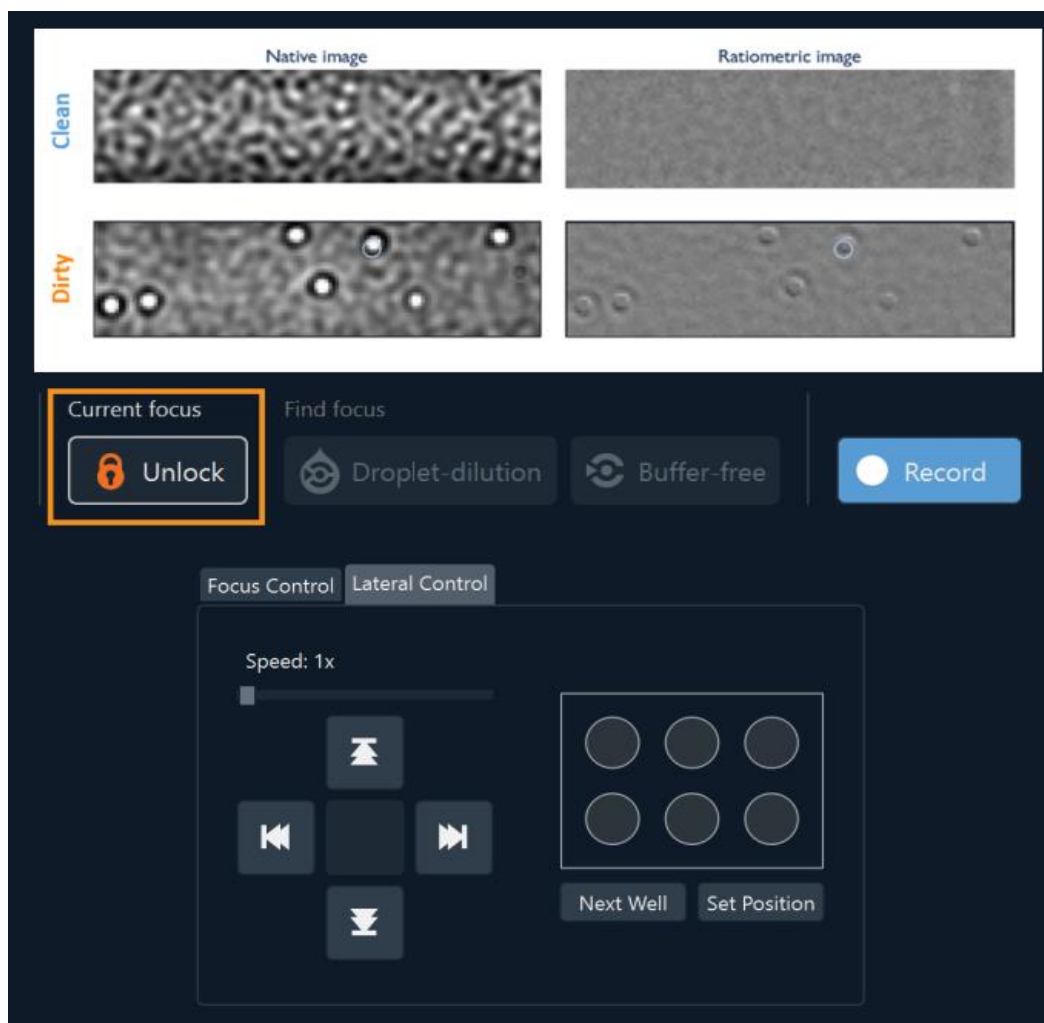 Native image
Ratiometric image
Clean
Dirty
Current focus
Find focus
Unlock
Droplet-dilution
Buffer-free
Record
Focus Control
Lateral Control
Speed: 1x
Next Well
Set Position